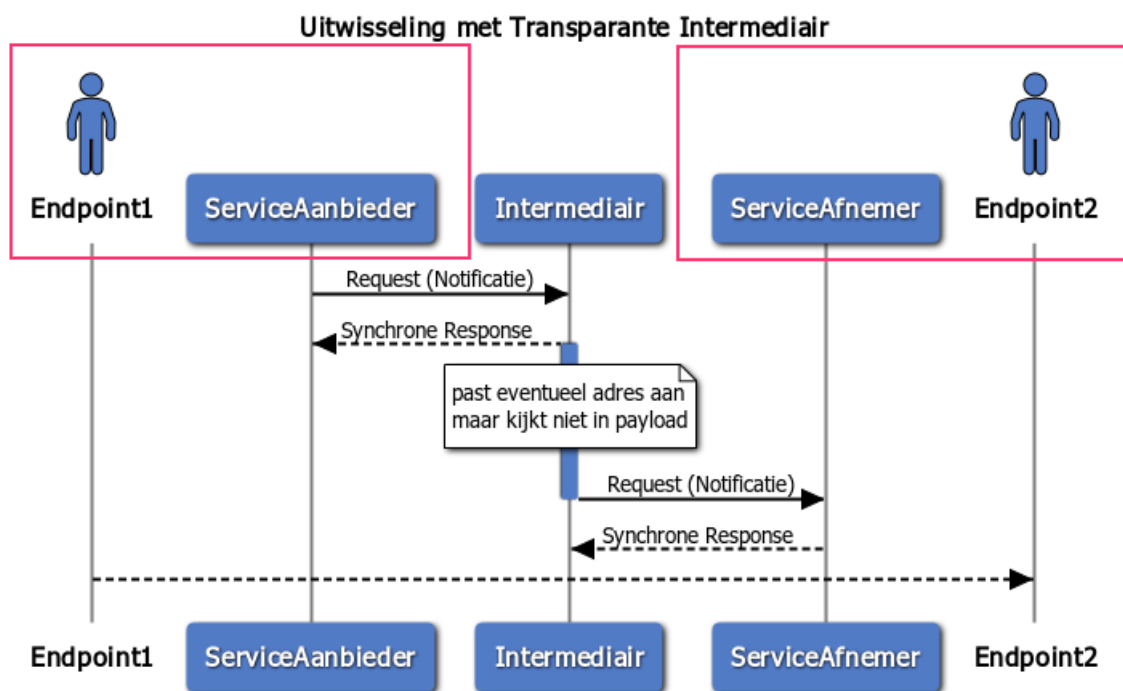 Uitwisseling met Transparante Intermediair
Endpoint1
ServiceAanbieder
Intermediair
ServiceAfnemer
Endpoint2
Request (Notificatie)
Synchrone Response
past eventueel adres aan
maar kijkt niet in payload
Request (Notificatie)
Synchrone Response
Endpoint1
ServiceAanbieder
Intermediair
ServiceAfnemer
Endpoint2